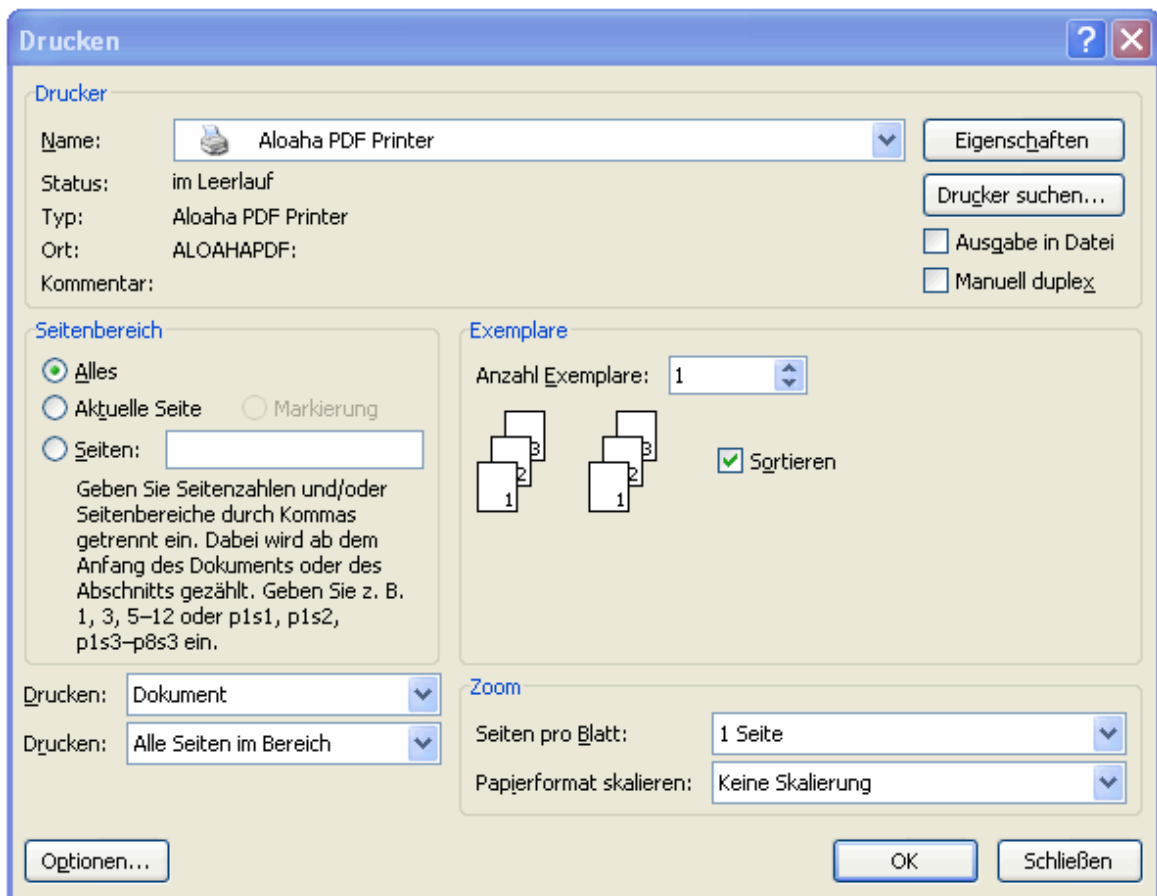 Drucken
Drucker
Name: Aloaha PDF Printer
Eigenschaften
Status: im Leerlauf
Drucker suchen...
Typ: Aloaha PDF Printer
Ort: ALOAHAPDF:
Ausgabe in Datei
Kommentar:
Manuell duplex
Seitenbereich
Alles
Aktuelle Seite Markierung
Seiten:
Geben Sie Seitenzahlen und/oder
Seitenbereiche durch Kommas
getrennt ein. Dabei wird ab dem
Anfang des Dokuments oder des
Abschnitts gezählt. Geben Sie z. B.
1, 3, 5–12 oder p1s1, p1s2,
p1s3–p8s3 ein.
Exemplare
Anzahl Exemplare: 1
3 3
2 2
1 1
Sortieren
Drucken: Dokument
Drucken: Alle Seiten im Bereich
Zoom
Seiten pro Blatt: 1 Seite
Papierformat skalieren: Keine Skalierung
Optionen... OK Schließen